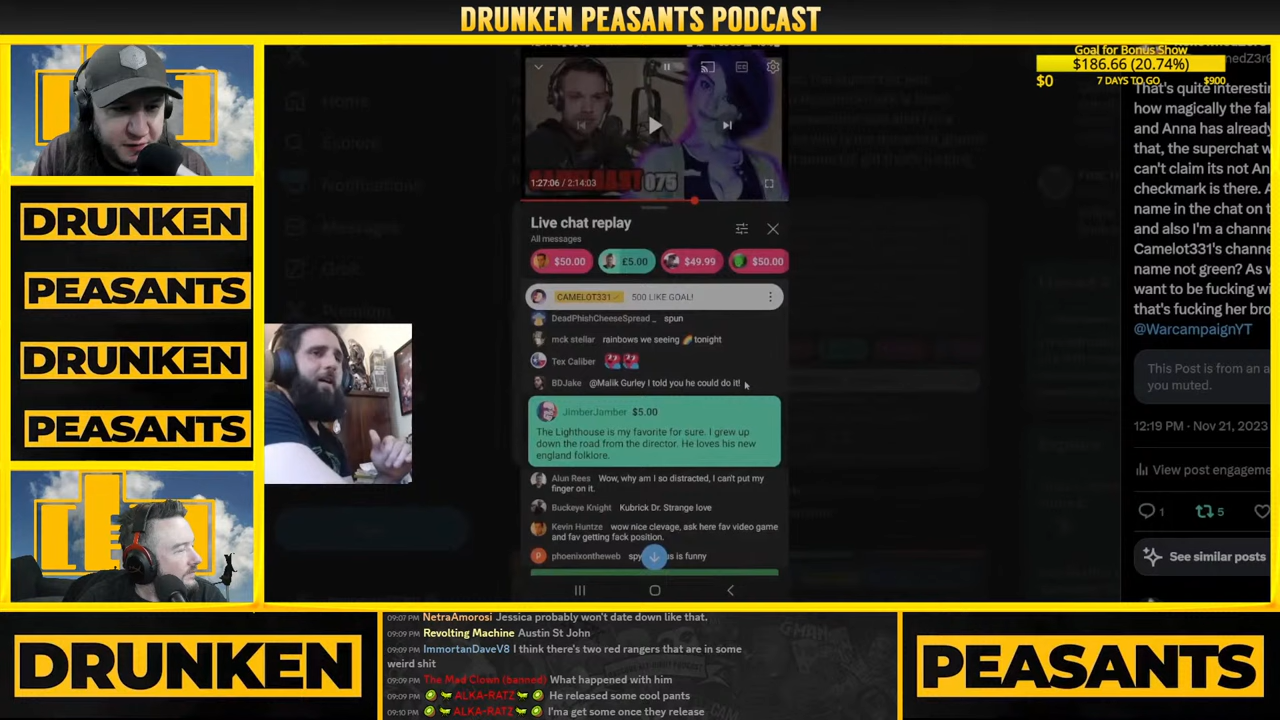 DRUNKEN PEASANTS PODCAST
Goal for Bonus Show
$186.66 (20.74%)
$0
7 DAYS TO GO
$900
DRUNKEN
PEASANTS
DRUNKEN
PEASANTS
Home
Explore
Notifications
Messages
Premium
075
1:27:06 / 2:14:03
Live chat replay
All messages
$50.00
£5.00
$49.99
$50.00
CAMELOT331 500 LIKE GOAL!
DeadPhishCheeseSpread_ spun
mck stellar rainbows we seeing 🌈 tonight
Tex Caliber
BDJake @Malik Gurley I told you he could do it!
JimberJamber $5.00
The Lighthouse is my favorite for sure. I grew up
down the road from the director. He loves his new
england folklore.
Alun Rees Wow, why am I so distracted, I can't put my
finger on it.
Buckeye Knight Kubrick Dr. Strange love
Kevin Huntze wow nice clevage, ask here fav video game
and fav getting fack position.
phoenixontheweb is funny
That's quite interestin
how magically the fal
and Anna has already
that, the superchat w
can't claim its not An
checkmark is there. A
name in the chat on t
and also I'm a channe
Camelot331's channe
name not green? As w
want to be fucking wi
that's fucking her bro
@WarcampaignYT
This Post is from an a
you muted.
12:19 PM · Nov 21, 2023
View post engageme
1
5
See similar posts
09:07 PM NetraAmorosi Jessica probably won't date down like that.
09:09 PM Revolting Machine Austin St John
09:09 PM ImmortanDaveV8 I think there's two red rangers that are in some
weird shit
09:09 PM The Mad Clown (banned) What happened with him
09:09 PM ALKA-RATZ He released some cool pants
09:10 PM ALKA-RATZ I'ma get some once they release
DRUNKEN
PEASANTS